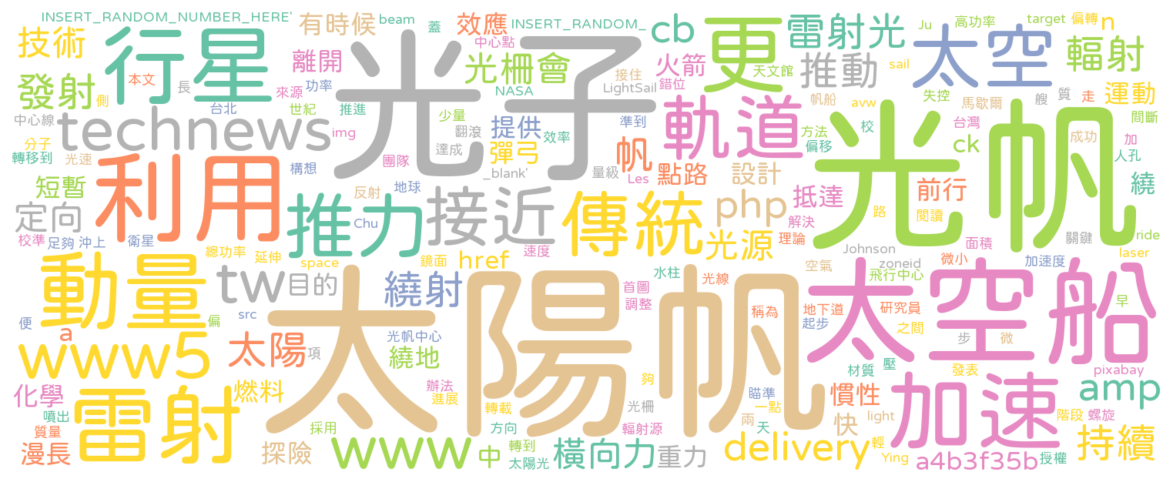 INSERT_RANDOM_NUMBER_HERE'
有時候
beam
蓋
效應
INSERT_RANDOM_
cb
更
雷射光
Ju
高功率
target
偏轉
n
技術
行星
離開
光子
中心點
光柵會
接住
火箭
天文館
推動
太空
sail
輻射
發射
本文
長
側
台北
來源
功率
世紀
推進
NASA
LightSail
錯位
軌道
帆船
avw
失控
馬歇爾
走
艘
質
運動
間斷
中心線
technews
img
少量
翻滾
提供
效率
彈弓
準到
方法
偏移
校
台灣
ck
成功
加
人孔
分子
轉移到
光速
構想
團隊
達成
_blank'
量級
帆
Les
點路
設計
抵達
光帆
前行
繞
短暫
利用
反射
地球
推力
接近
傳統
php
解決
路
閱讀
定向
校準
足夠
沖上
衛星
Chu
速度
光源
理論
Johnson
關鍵
面積
ride
總功率
延伸
鏡面
space
href
水柱
光線
空氣
zoneid
微小
加速度
laser
動量
tw
目的
繞射
太陽帆
首圖
調整
稱為
地下道
飛行中心
太空船
早
便
偏
src
a
光帆中心
起步
研究員
之間
步
微
www5
太陽
項
繞地
材質
壓
發表
pixabay
化學
燃料
辦法
進展
夠
瞄準
慣性
加速
amp
噴出
雷射
採用
轉載
光柵
兩
一點
light
輕
階段
螺旋
質量
漫長
探險
www
中
方向
轉到
太陽光
橫向力
輻射源
重力
天
delivery
快
Ying
a4b3f35b
授權
持續